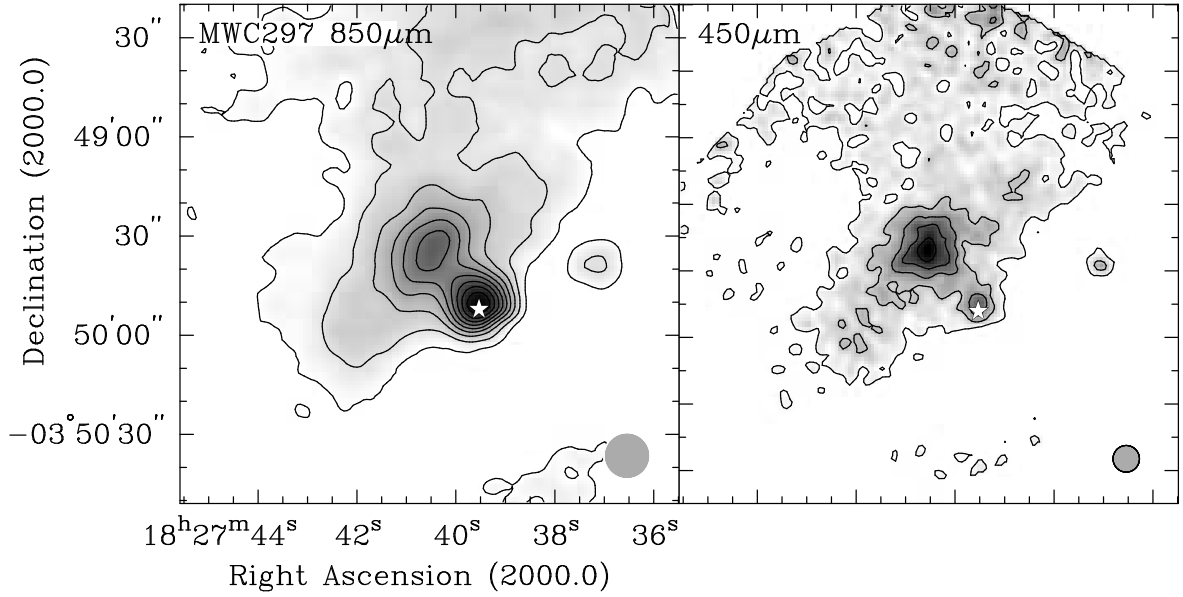 MWC297 850μm
450μm
30"
49'00"
30"
50'00"
−03°50'30"
Declination (2000.0)
18ʰ27ᵐ44ˢ 42ˢ 40ˢ 38ˢ 36ˢ
Right Ascension (2000.0)